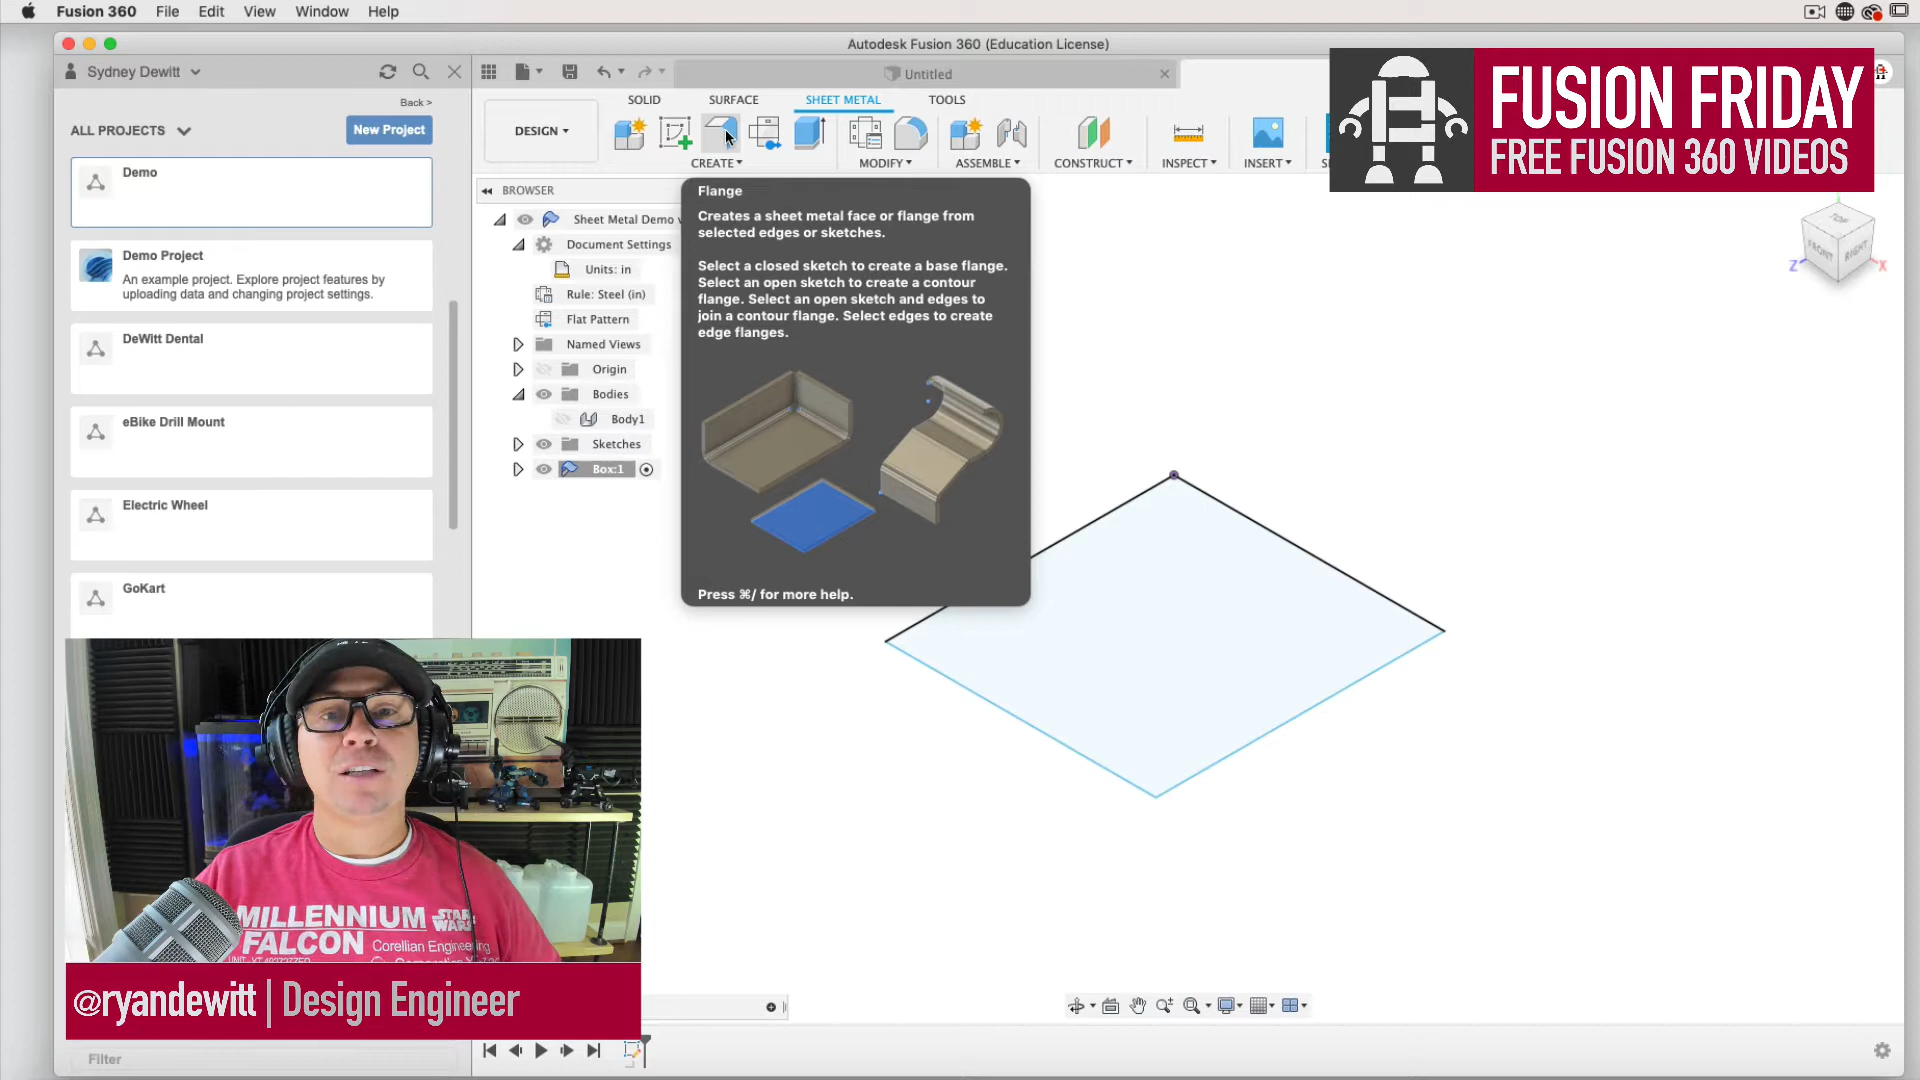 Fusion 360 File Edit View Window Help
Autodesk Fusion 360 (Education License)
Sydney Dewitt
Untitled
Back >
ALL PROJECTS
New Project
Demo
Demo Project
An example project. Explore project features by
uploading data and changing project settings.
DeWitt Dental
eBike Drill Mount
Electric Wheel
GoKart
Filter
DESIGN
SOLID SURFACE SHEET METAL TOOLS
CREATE MODIFY ASSEMBLE CONSTRUCT INSPECT INSERT
BROWSER
Sheet Metal Demo
Document Settings
Units: in
Rule: Steel (in)
Flat Pattern
Named Views
Origin
Bodies
Body1
Sketches
Box:1
Flange
Creates a sheet metal face or flange from
selected edges or sketches.
Select a closed sketch to create a base flange.
Select an open sketch to create a contour
flange. Select an open sketch and edges to
join a contour flange. Select edges to create
edge flanges.
Press ⌘/ for more help.
FUSION FRIDAY
FREE FUSION 360 VIDEOS
TOP
FRONT
RIGHT
Z
X
MILLENNIUM STAR WARS
FALCON Corellian Engineering
@ryandewitt | Design Engineer